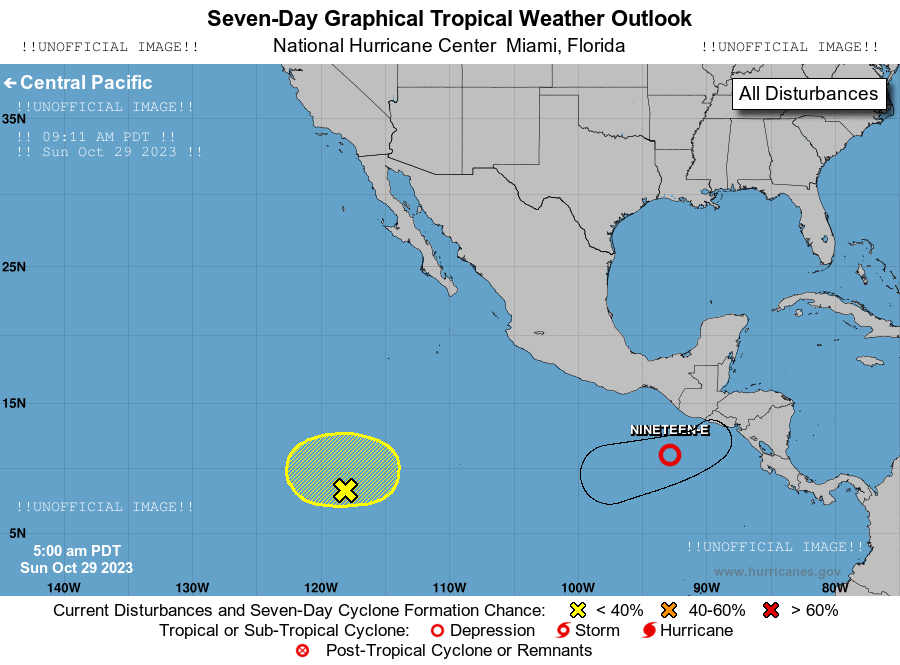 Seven-Day Graphical Tropical Weather Outlook
!!UNOFFICIAL IMAGE!! National Hurricane Center Miami, Florida !!UNOFFICIAL IMAGE!!
← Central Pacific
All Disturbances
!!UNOFFICIAL IMAGE!!
35N
!! 09:11 AM PDT !!
!! Sun Oct 29 2023 !!
25N
15N
NINETEEN-E
!!UNOFFICIAL IMAGE!!
5N
5:00 am PDT
Sun Oct 29 2023
!!UNOFFICIAL IMAGE!!
www.hurricanes.gov
140W 130W 120W 110W 100W 90W 80W
Current Disturbances and Seven-Day Cyclone Formation Chance: < 40% 40-60% > 60%
Tropical or Sub-Tropical Cyclone: Depression Storm Hurricane
Post-Tropical Cyclone or Remnants